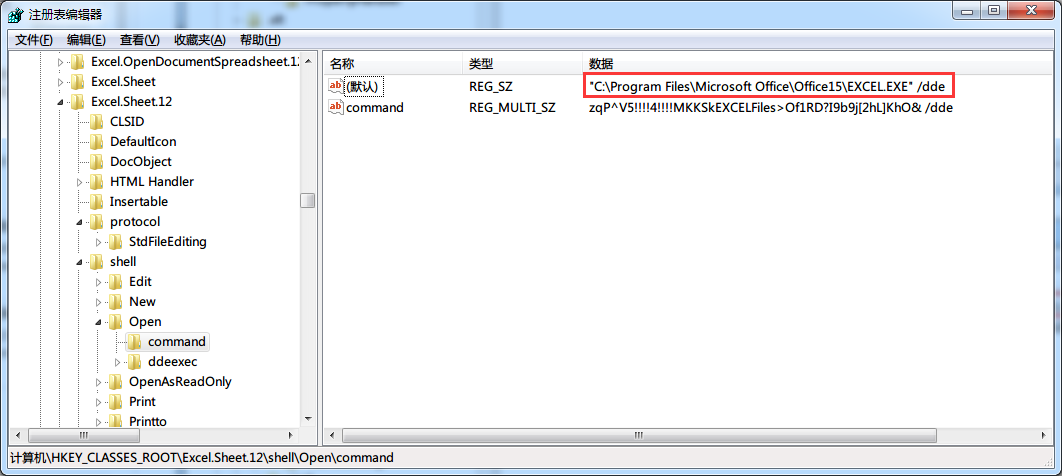 注册表编辑器
文件(F) 编辑(E) 查看(V) 收藏夹(A) 帮助(H)
Excel.OpenDocumentSpreadsheet.12
Excel.Sheet
Excel.Sheet.12
CLSID
DefaultIcon
DocObject
HTML Handler
Insertable
protocol
StdFileEditing
shell
Edit
New
Open
command
ddeexec
OpenAsReadOnly
Print
Printto
名称 类型 数据
(默认) REG_SZ "C:\Program Files\Microsoft Office\Office15\EXCEL.EXE" /dde
command REG_MULTI_SZ zqP^V5!!!!4!!!!MKKSkEXCELFiles>Of1RD?I9b9j[2hL]KhO& /dde
计算机\HKEY_CLASSES_ROOT\Excel.Sheet.12\shell\Open\command